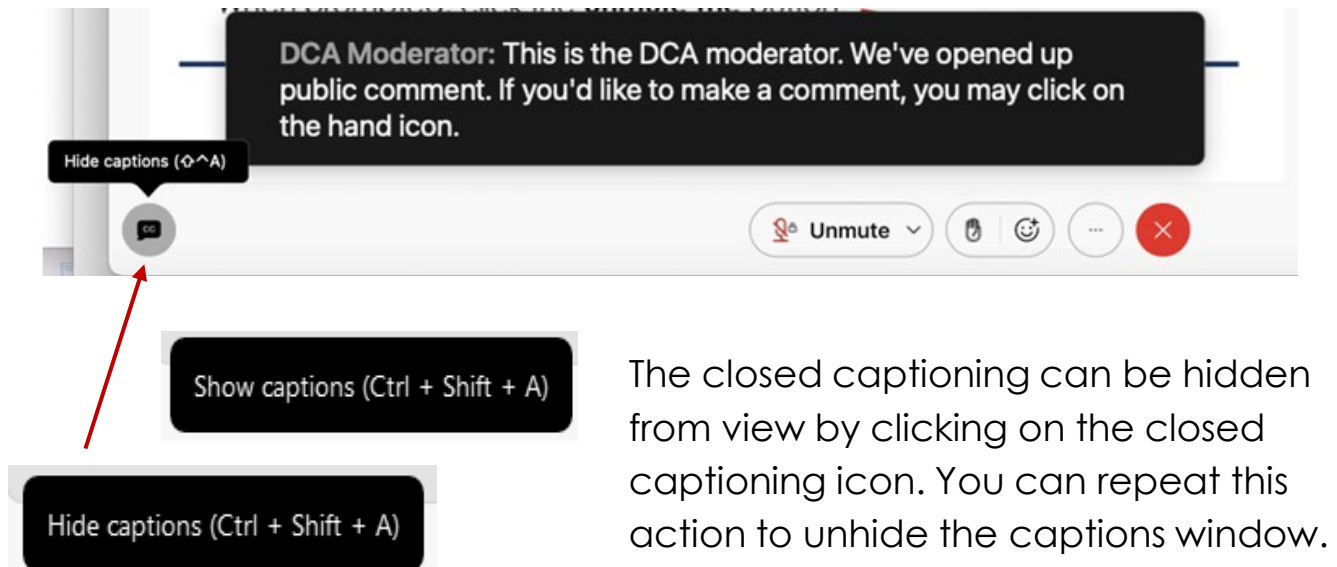 DCA Moderator: This is the DCA moderator. We've opened up
public comment. If you'd like to make a comment, you may click on
the hand icon.
Hide captions (⇧^A)
CC
Unmute
Show captions (Ctrl + Shift + A)
Hide captions (Ctrl + Shift + A)
The closed captioning can be hidden
from view by clicking on the closed
captioning icon. You can repeat this
action to unhide the captions window.